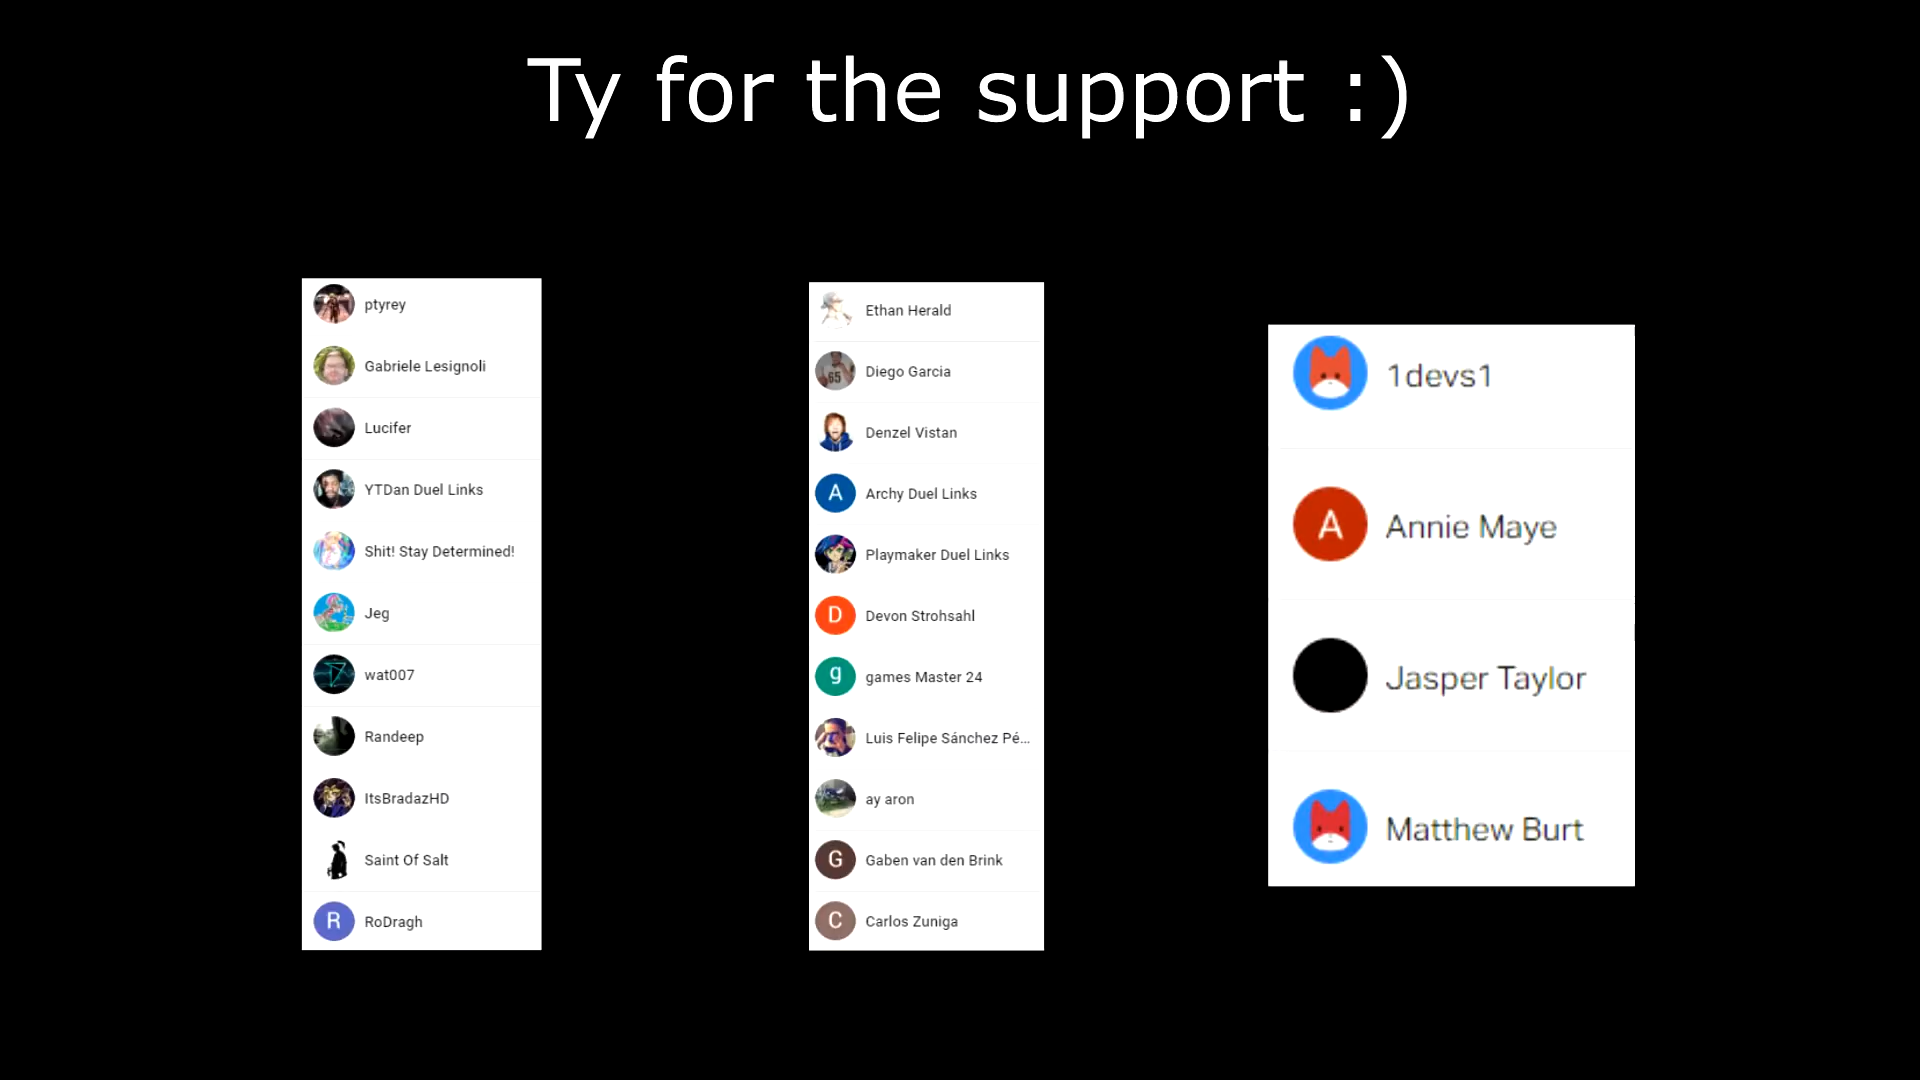 Ty for the support :)
ptyrey
Gabriele Lesignoli
Lucifer
YTDan Duel Links
Shit! Stay Determined!
Jeg
wat007
Randeep
ItsBradazHD
Saint Of Salt
R RoDragh
Ethan Herald
65 Diego Garcia
Denzel Vistan
A Archy Duel Links
Playmaker Duel Links
D Devon Strohsahl
g games Master 24
Luis Felipe Sánchez Pé...
ay aron
G Gaben van den Brink
C Carlos Zuniga
1devs1
A Annie Maye
Jasper Taylor
Matthew Burt